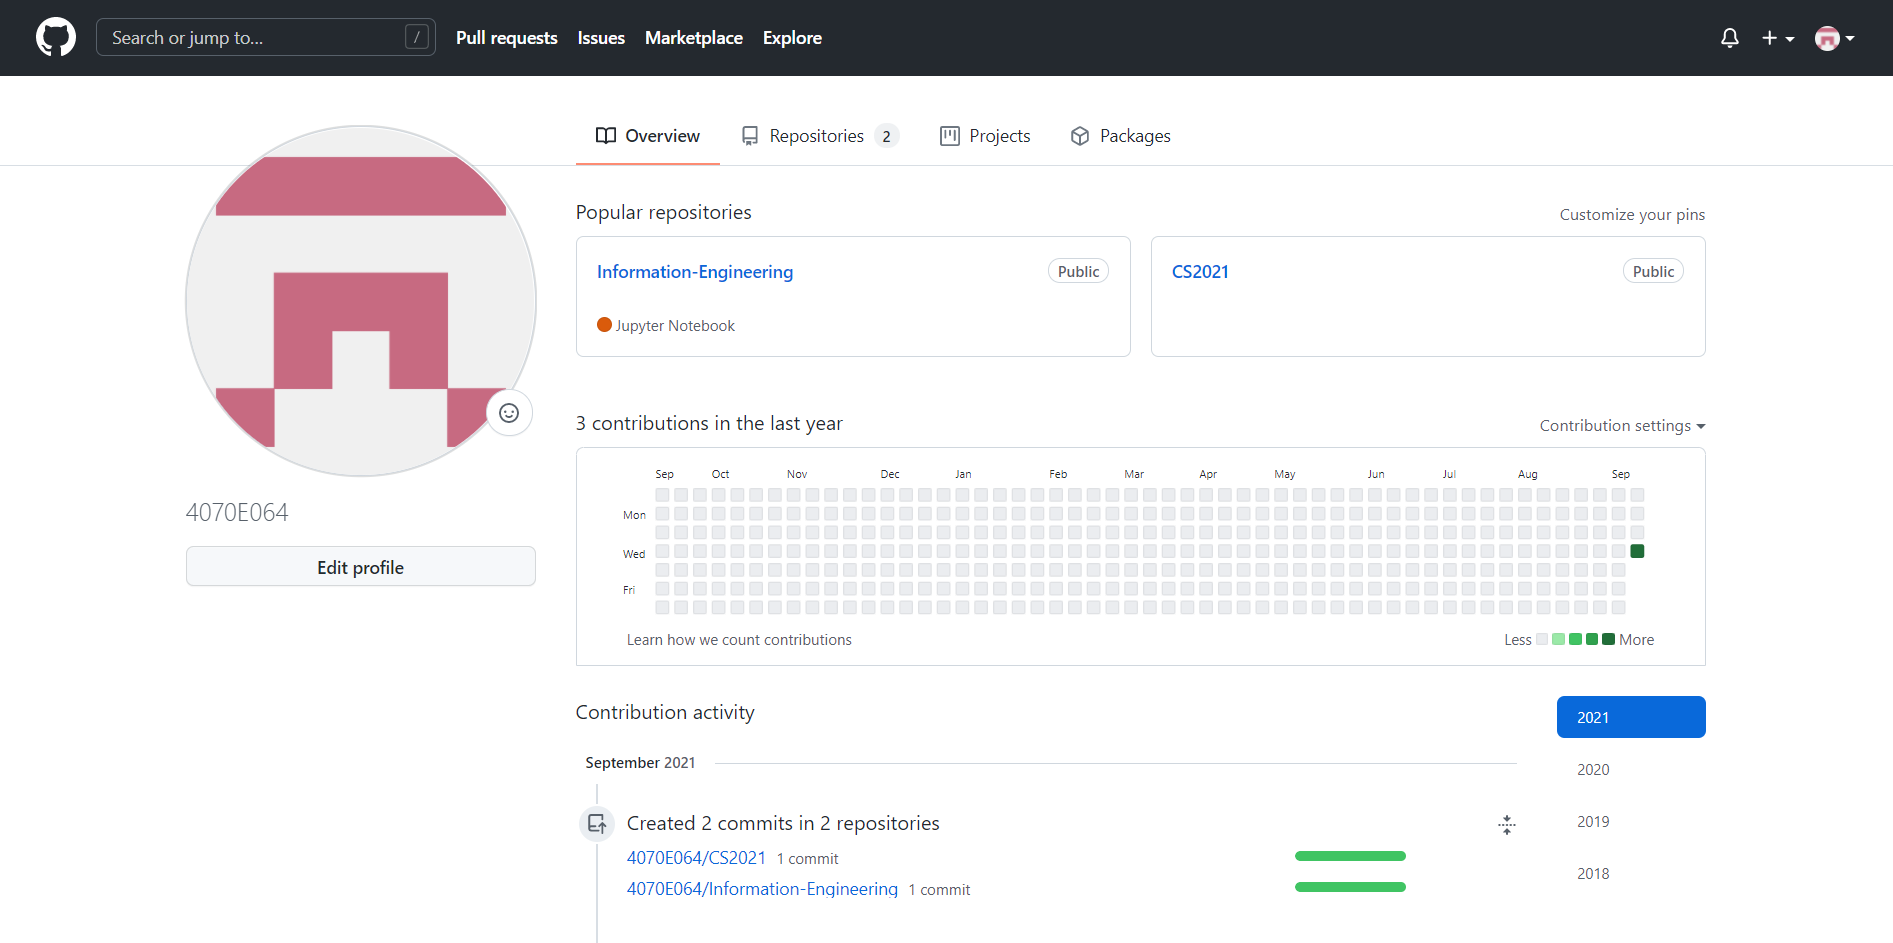 Search or jump to... / Pull requests Issues Marketplace Explore
Overview Repositories 2 Projects Packages
4070E064
Edit profile
Popular repositories Customize your pins
Information-Engineering Public
Jupyter Notebook
CS2021 Public
3 contributions in the last year Contribution settings
Sep Oct Nov Dec Jan Feb Mar Apr May Jun Jul Aug Sep
Mon
Wed
Fri
Learn how we count contributions Less More
Contribution activity
September 2021
Created 2 commits in 2 repositories
4070E064/CS2021 1 commit
4070E064/Information-Engineering 1 commit
2021
2020
2019
2018